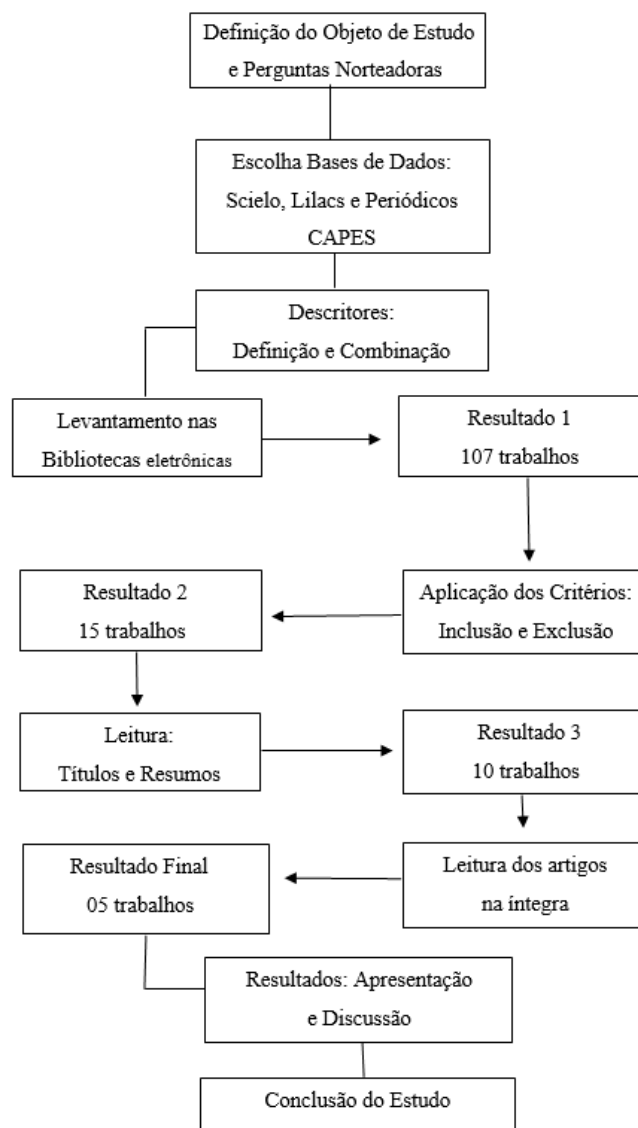 Definição do Objeto de Estudo
e Perguntas Norteadoras
Escolha Bases de Dados:
Scielo, Lilacs e Periódicos
CAPES
Descritores:
Definição e Combinação
Levantamento nas
Bibliotecas eletrônicas
Resultado 1
107 trabalhos
Aplicação dos Critérios:
Inclusão e Exclusão
Resultado 2
15 trabalhos
Leitura:
Títulos e Resumos
Resultado 3
10 trabalhos
Leitura dos artigos
na íntegra
Resultado Final
05 trabalhos
Resultados: Apresentação
e Discussão
Conclusão do Estudo